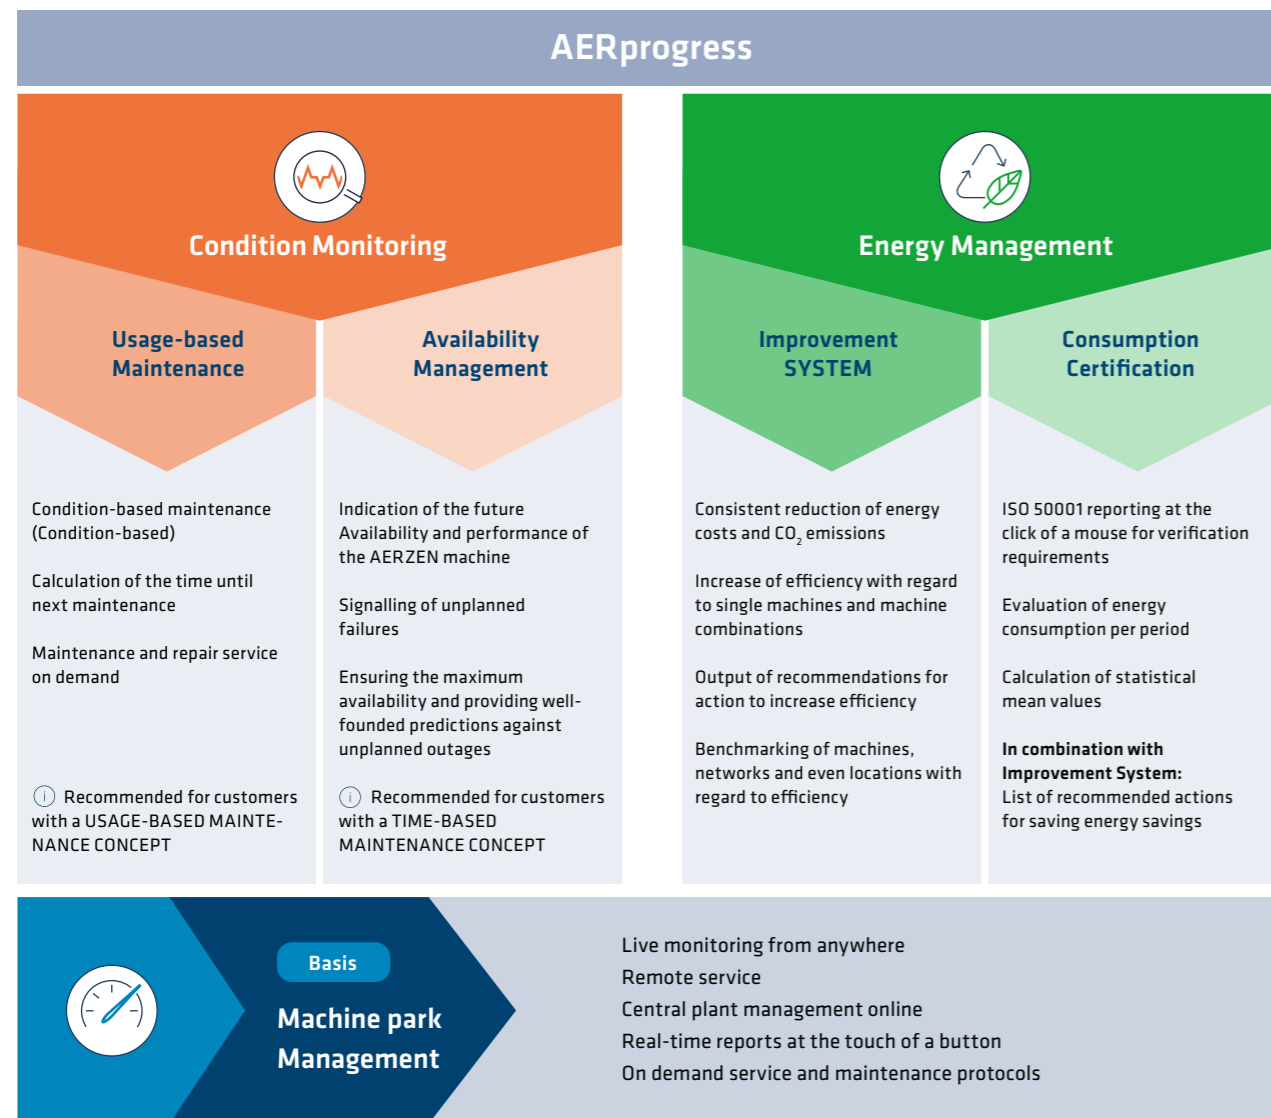 AERprogress
Condition Monitoring
Usage-based
Maintenance
Condition-based maintenance
(Condition-based)
Calculation of the time until
next maintenance
Maintenance and repair service
on demand
i Recommended for customers
with a USAGE-BASED MAINTE-
NANCE CONCEPT
Availability
Management
Indication of the future
Availability and performance of
the AERZEN machine
Signalling of unplanned
failures
Ensuring the maximum
availability and providing well-
founded predictions against
unplanned outages
i Recommended for customers
with a TIME-BASED
MAINTENANCE CONCEPT
Energy Management
Improvement
SYSTEM
Consistent reduction of energy
costs and CO₂ emissions
Increase of efficiency with regard
to single machines and machine
combinations
Output of recommendations for
action to increase efficiency
Benchmarking of machines,
networks and even locations with
regard to efficiency
Consumption
Certification
ISO 50001 reporting at the
click of a mouse for verification
requirements
Evaluation of energy
consumption per period
Calculation of statistical
mean values
In combination with
Improvement System:
List of recommended actions
for saving energy savings
Basis
Machine park
Management
Live monitoring from anywhere
Remote service
Central plant management online
Real-time reports at the touch of a button
On demand service and maintenance protocols